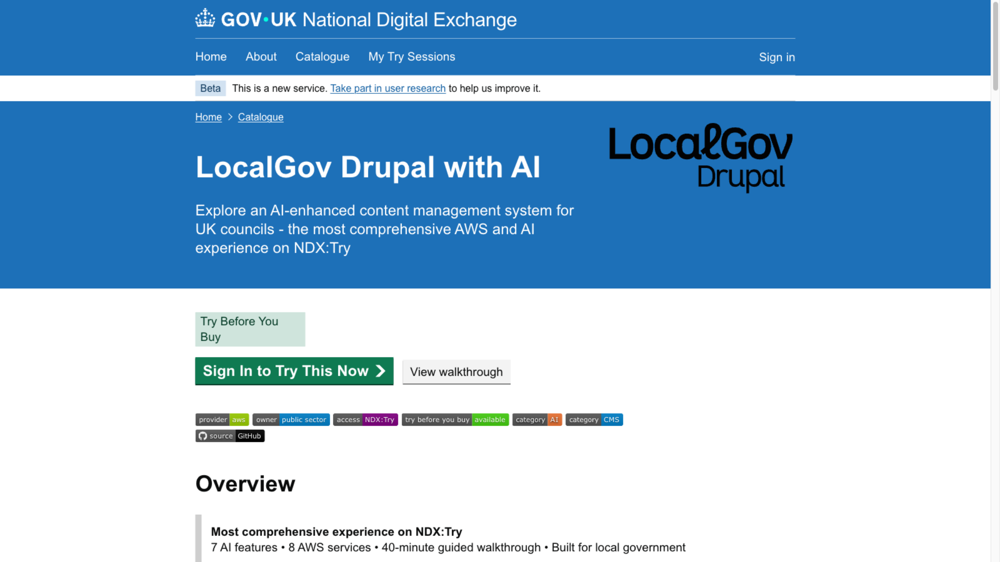 GOV·UK National Digital Exchange
Home About Catalogue My Try Sessions Sign in
Beta This is a new service. Take part in user research to help us improve it.
Home > Catalogue
LocalGov Drupal
LocalGov Drupal with AI
Explore an AI-enhanced content management system for
UK councils - the most comprehensive AWS and AI
experience on NDX:Try
Try Before You
Buy
Sign In to Try This Now
View walkthrough
provider aws owner public sector access NDX:Try try before you buy available category AI category CMS
source GitHub
Overview
Most comprehensive experience on NDX:Try
7 AI features • 8 AWS services • 40-minute guided walkthrough • Built for local government